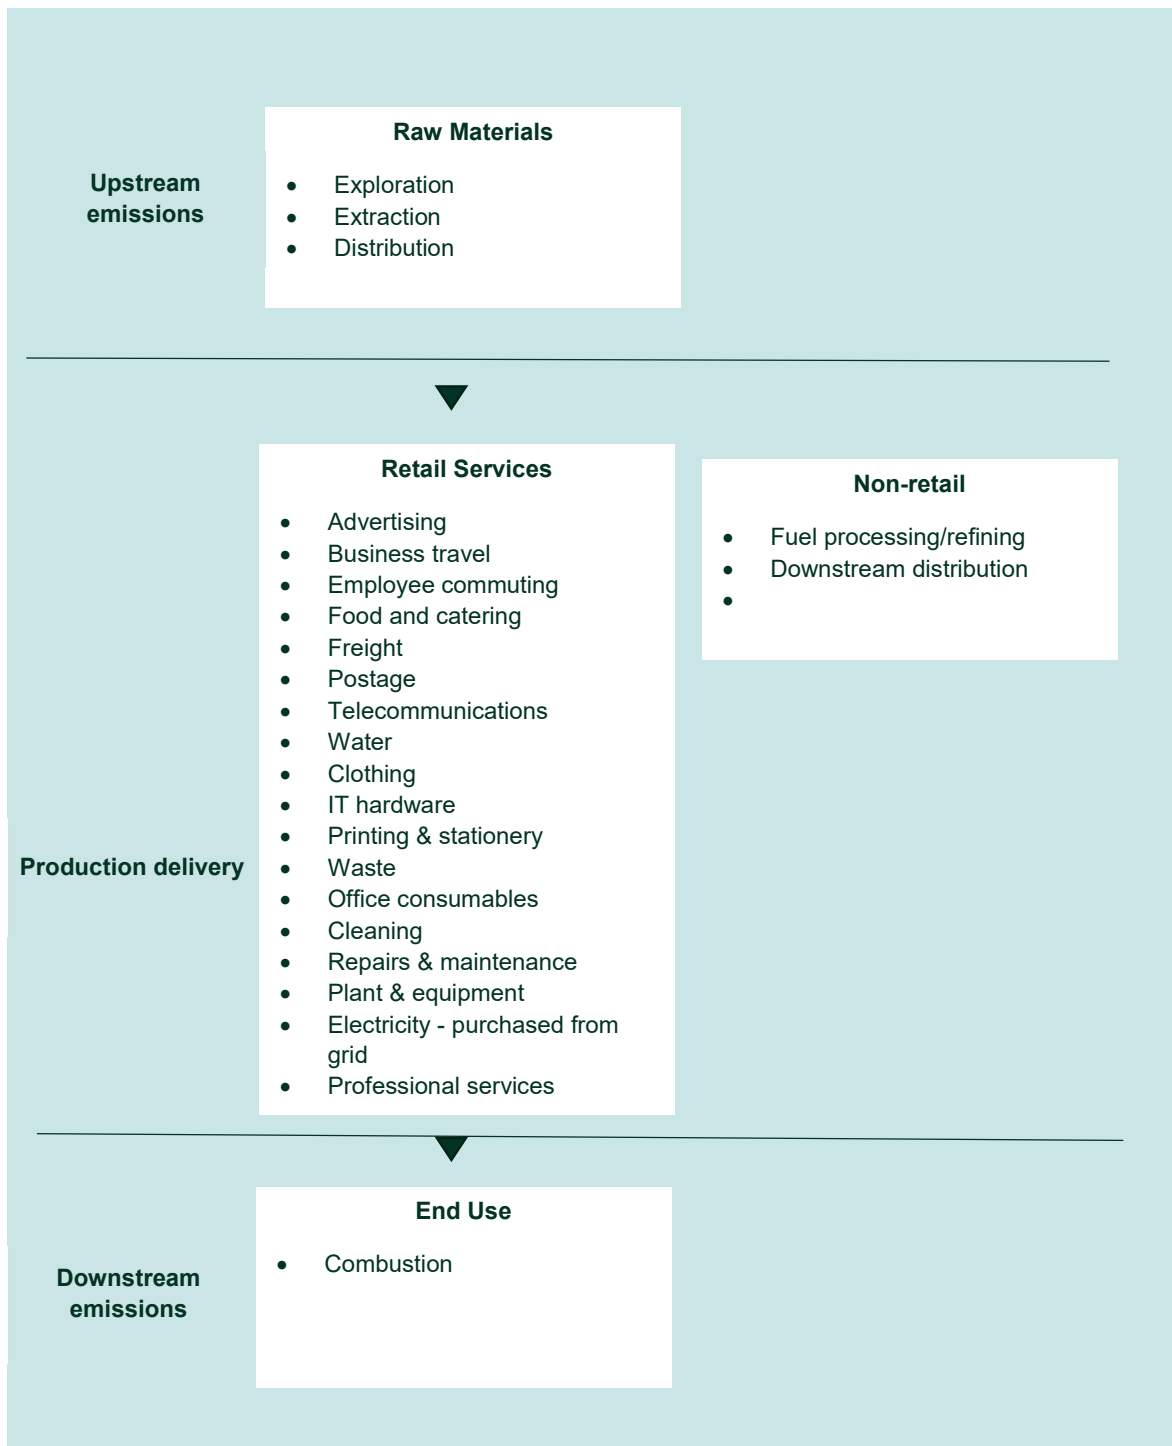 Raw Materials
Upstream
emissions
• Exploration
• Extraction
• Distribution
Retail Services
• Advertising
• Business travel
• Employee commuting
• Food and catering
• Freight
• Postage
• Telecommunications
• Water
• Clothing
• IT hardware
• Printing & stationery
• Waste
• Office consumables
• Cleaning
• Repairs & maintenance
• Plant & equipment
• Electricity - purchased from
grid
• Professional services
Non-retail
• Fuel processing/refining
• Downstream distribution
•
Production delivery
End Use
• Combustion
Downstream
emissions